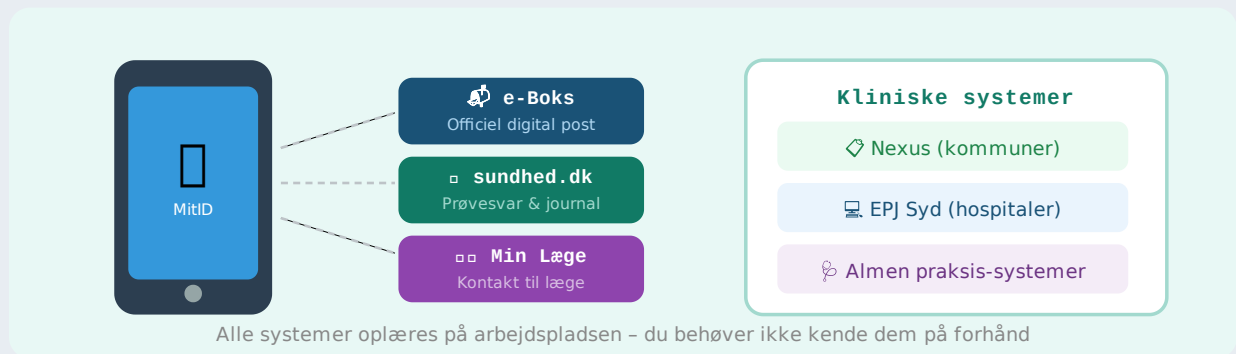 MitID
📬 e-Boks
Officiel digital post
sundhed.dk
Prøvesvar & journal
Min Læge
Kontakt til læge
Kliniske systemer
📋 Nexus (kommuner)
💻 EPJ Syd (hospitaler)
🩺 Almen praksis-systemer
Alle systemer oplæres på arbejdspladsen – du behøver ikke kende dem på forhånd